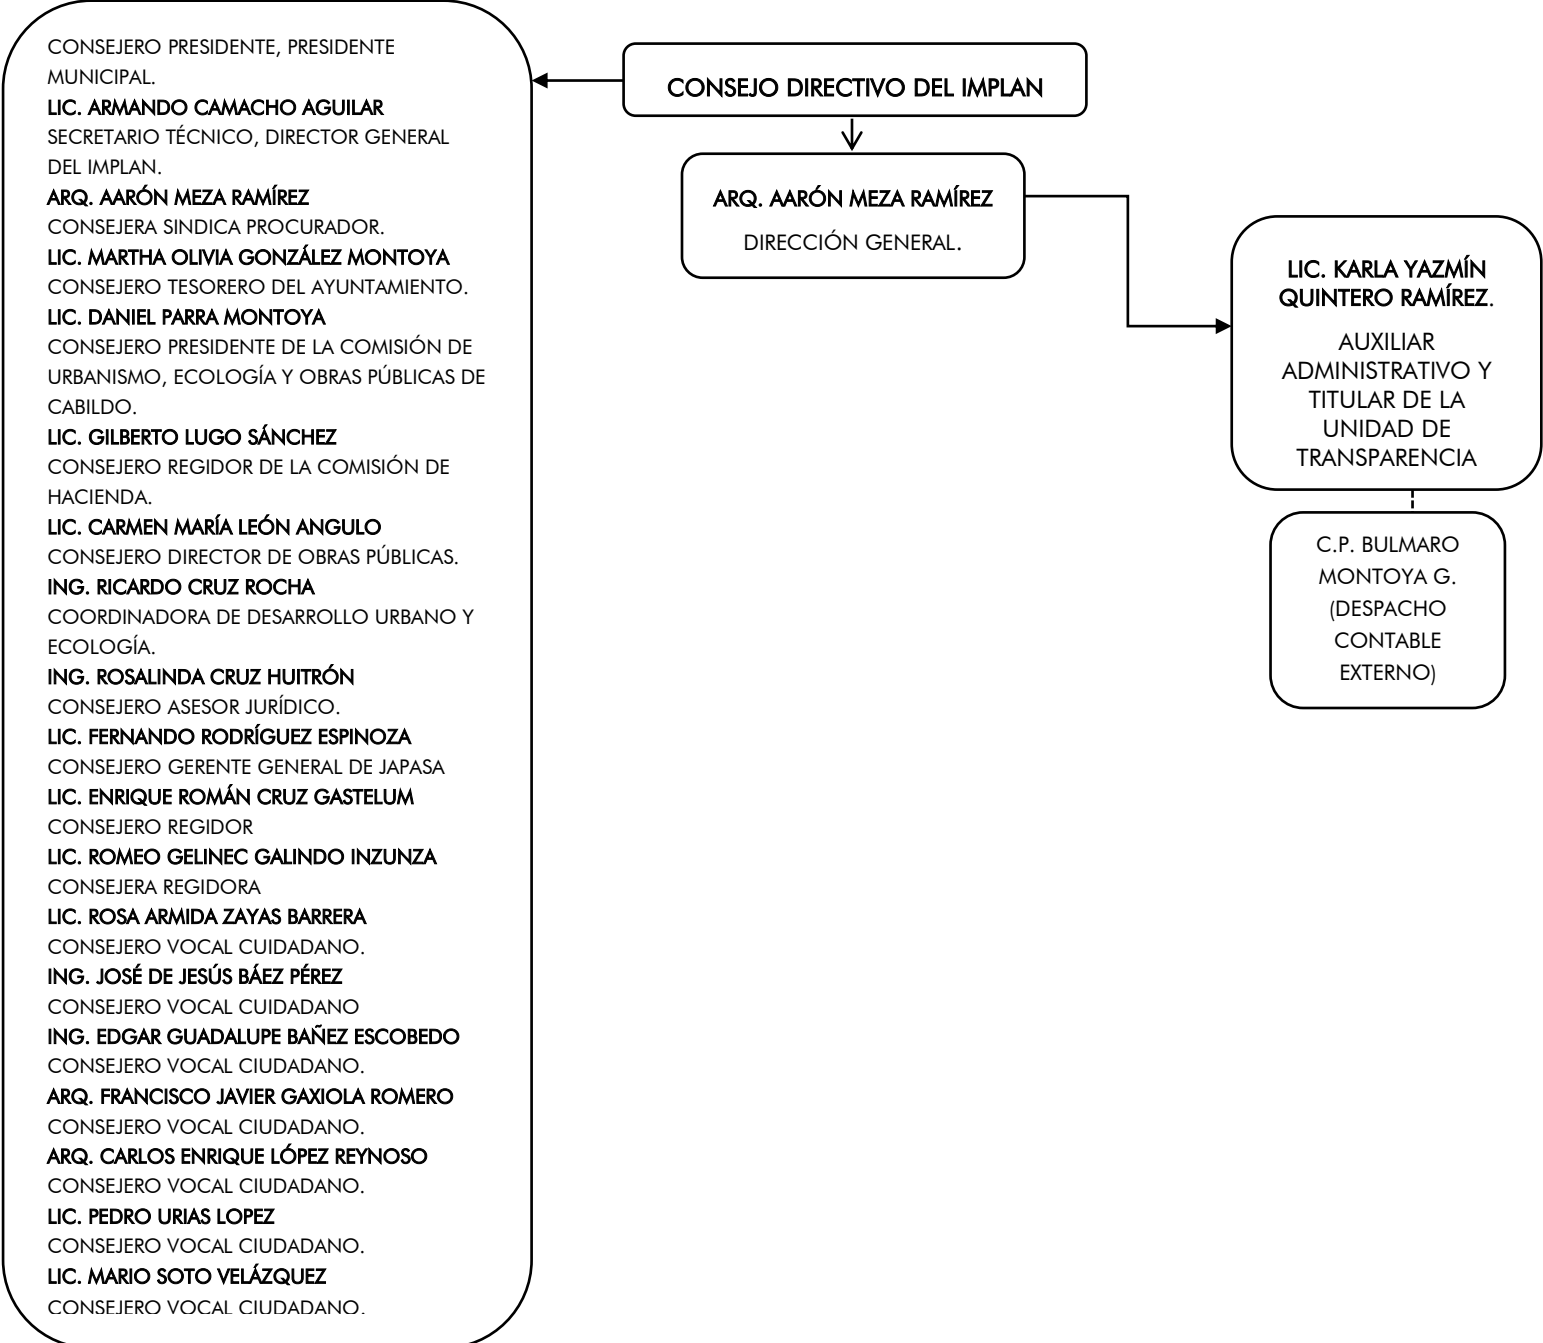 CONSEJERO PRESIDENTE, PRESIDENTE
MUNICIPAL.
LIC. ARMANDO CAMACHO AGUILAR
SECRETARIO TÉCNICO, DIRECTOR GENERAL
DEL IMPLAN.
ARQ. AARÓN MEZA RAMÍREZ
CONSEJERA SINDICA PROCURADOR.
LIC. MARTHA OLIVIA GONZÁLEZ MONTOYA
CONSEJERO TESORERO DEL AYUNTAMIENTO.
LIC. DANIEL PARRA MONTOYA
CONSEJERO PRESIDENTE DE LA COMISIÓN DE
URBANISMO, ECOLOGÍA Y OBRAS PÚBLICAS DE
CABILDO.
LIC. GILBERTO LUGO SÁNCHEZ
CONSEJERO REGIDOR DE LA COMISIÓN DE
HACIENDA.
LIC. CARMEN MARÍA LEÓN ANGULO
CONSEJERO DIRECTOR DE OBRAS PÚBLICAS.
ING. RICARDO CRUZ ROCHA
COORDINADORA DE DESARROLLO URBANO Y
ECOLOGÍA.
ING. ROSALINDA CRUZ HUITRÓN
CONSEJERO ASESOR JURÍDICO.
LIC. FERNANDO RODRÍGUEZ ESPINOZA
CONSEJERO GERENTE GENERAL DE JAPASA
LIC. ENRIQUE ROMÁN CRUZ GASTELUM
CONSEJERO REGIDOR
LIC. ROMEO GELINEC GALINDO INZUNZA
CONSEJERA REGIDORA
LIC. ROSA ARMIDA ZAYAS BARRERA
CONSEJERO VOCAL CUIDADANO.
ING. JOSÉ DE JESÚS BÁEZ PÉREZ
CONSEJERO VOCAL CUIDADANO
ING. EDGAR GUADALUPE BAÑEZ ESCOBEDO
CONSEJERO VOCAL CIUDADANO.
ARQ. FRANCISCO JAVIER GAXIOLA ROMERO
CONSEJERO VOCAL CIUDADANO.
ARQ. CARLOS ENRIQUE LÓPEZ REYNOSO
CONSEJERO VOCAL CIUDADANO.
LIC. PEDRO URIAS LOPEZ
CONSEJERO VOCAL CIUDADANO.
LIC. MARIO SOTO VELÁZQUEZ
CONSEJERO VOCAL CIUDADANO.
CONSEJO DIRECTIVO DEL IMPLAN
ARQ. AARÓN MEZA RAMÍREZ
DIRECCIÓN GENERAL.
LIC. KARLA YAZMÍN
QUINTERO RAMÍREZ.
AUXILIAR
ADMINISTRATIVO Y
TITULAR DE LA
UNIDAD DE
TRANSPARENCIA
C.P. BULMARO
MONTOYA G.
(DESPACHO
CONTABLE
EXTERNO)